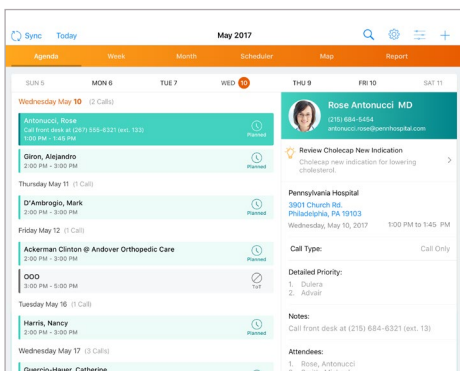 Sync Today May 2017
Agenda Week Month Scheduler Map Report
SUN 5 MON 6 TUE 7 WED 10 THU 9 FRI 10 SAT 11
Wednesday May 10 (2 Calls)
Antonucci, Rose
Call front desk at (267) 555-6321 (ext. 133)
1:00 PM - 1:45 PM
Planned
Giron, Alejandro
2:00 PM - 3:00 PM
Planned
Thursday May 11 (1 Call)
D'Ambrogio, Mark
2:00 PM - 3:00 PM
Planned
Friday May 12 (1 Call)
Ackerman Clinton @ Andover Orthopedic Care
2:00 PM - 3:00 PM
Planned
OOO
3:00 PM - 5:00 PM
ToT
Tuesday May 16 (1 Call)
Harris, Nancy
2:00 PM - 3:00 PM
Planned
Wednesday May 17 (3 Calls)
Guercio-Hauer, Catherine
Rose Antonucci MD
(215) 684-5454
antonucci.rose@pennhospital.com
Review Cholecap New Indication
Cholecap new indication for lowering
cholesterol.
Pennsylvania Hospital
3901 Church Rd.
Philadelphia, PA 19103
Wednesday, May 10, 2017 1:00 PM to 1:45 PM
Call Type: Call Only
Detailed Priority:
1. Dulera
2. Advair
Notes:
Call front desk at (215) 684-6321 (ext. 13)
Attendees:
1. Rose, Antonucci